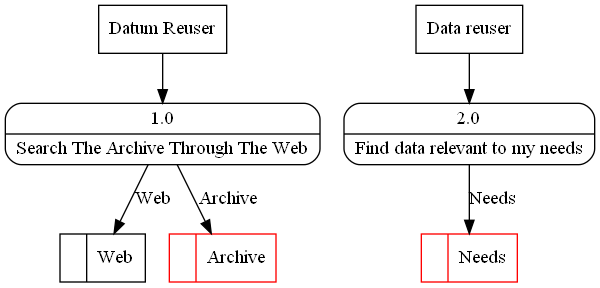 Datum Reuser
Data reuser
1.0
Search The Archive Through The Web
2.0
Find data relevant to my needs
Web
Archive
Needs
Web
Archive
Needs